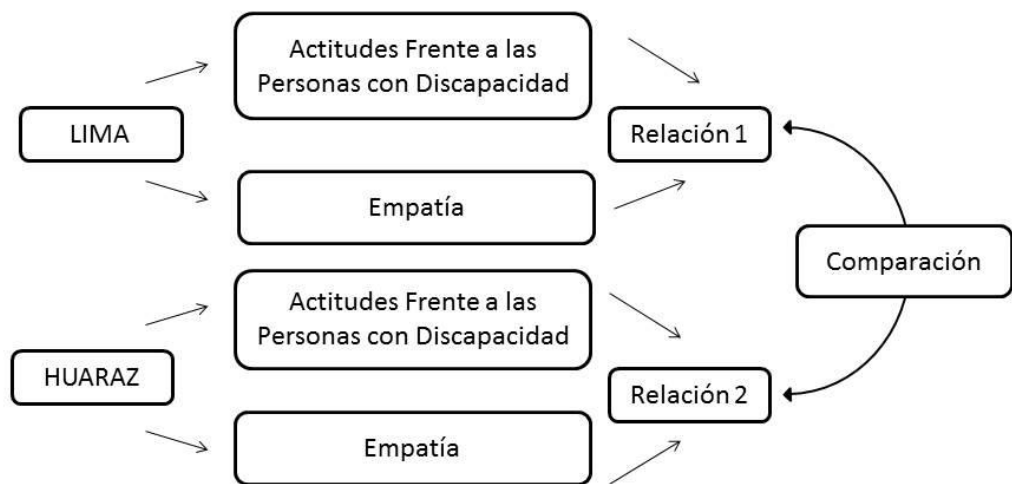 Actitudes Frente a las
Personas con Discapacidad
LIMA
Relación 1
Empatía
Comparación
Actitudes Frente a las
Personas con Discapacidad
HUARAZ
Relación 2
Empatía